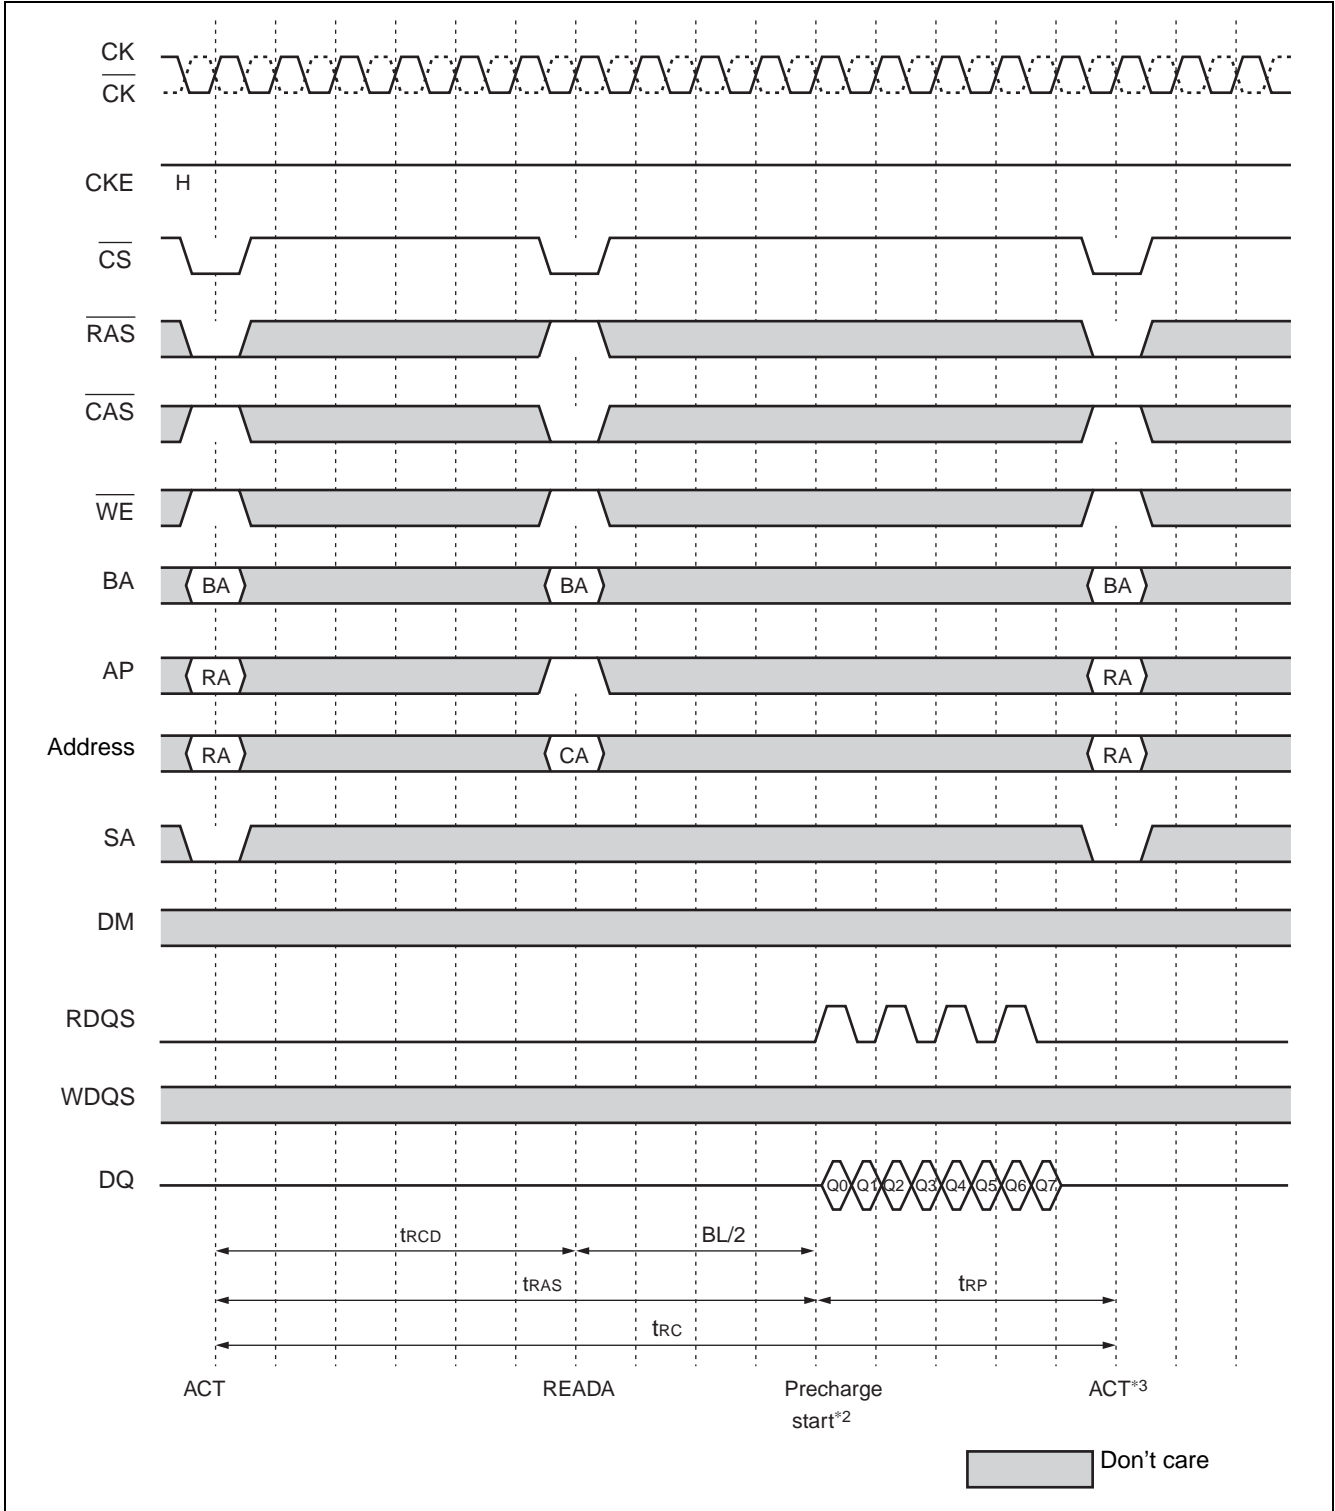 CK
CK
CKE H
CS
RAS
CAS
WE
BA BA BA BA
AP RA RA
Address RA CA RA
SA
DM
RDQS
WDQS
DQ Q0 Q1 Q2 Q3 Q4 Q5 Q6 Q7
tRCD BL/2
tRAS tRP
tRC
ACT READA Precharge start*2 ACT*3
Don't care